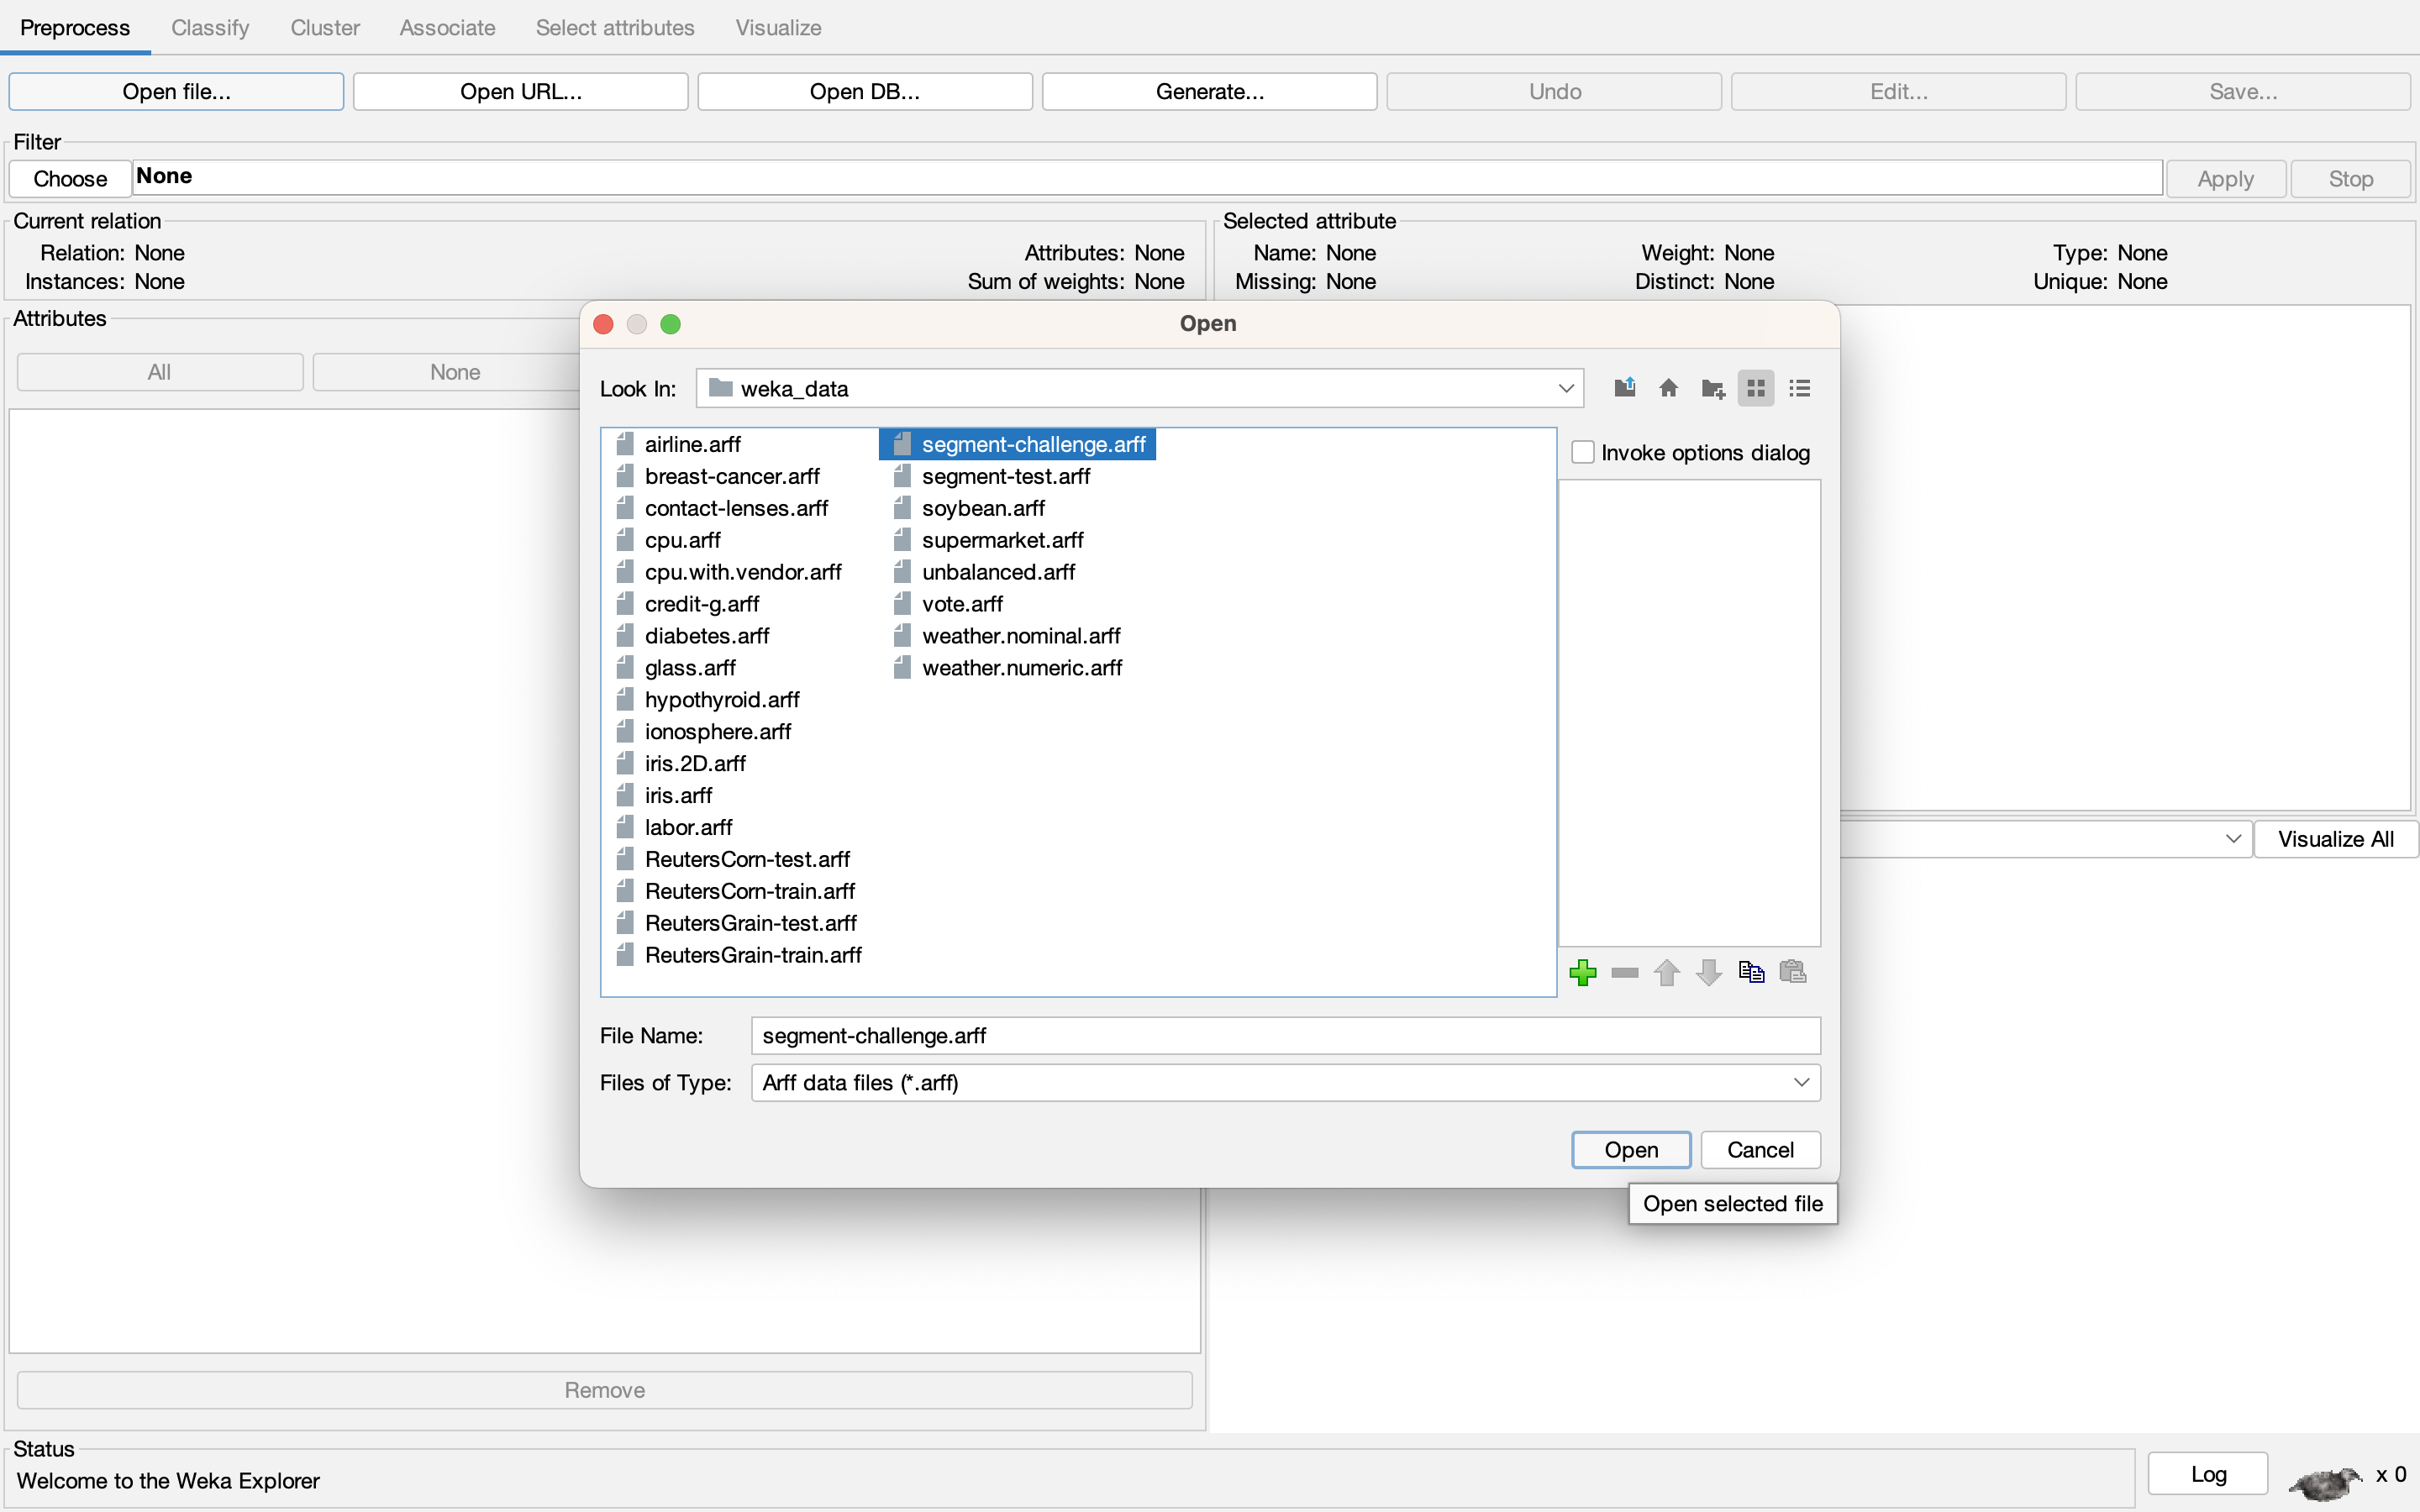 Preprocess Classify Cluster Associate Select attributes Visualize
Open file... Open URL... Open DB... Generate... Undo Edit... Save...
Filter
Choose None Apply Stop
Current relation
Relation: None Attributes: None
Instances: None Sum of weights: None
Selected attribute
Name: None Weight: None Type: None
Missing: None Distinct: None Unique: None
Attributes
All None
Open
Look In: weka_data
airline.arff
breast-cancer.arff
contact-lenses.arff
cpu.arff
cpu.with.vendor.arff
credit-g.arff
diabetes.arff
glass.arff
hypothyroid.arff
ionosphere.arff
iris.2D.arff
iris.arff
labor.arff
ReutersCorn-test.arff
ReutersCorn-train.arff
ReutersGrain-test.arff
ReutersGrain-train.arff
segment-challenge.arff
segment-test.arff
soybean.arff
supermarket.arff
unbalanced.arff
vote.arff
weather.nominal.arff
weather.numeric.arff
Invoke options dialog
File Name: segment-challenge.arff
Files of Type: Arff data files (*.arff)
Open Cancel
Open selected file
Visualize All
Remove
Status
Welcome to the Weka Explorer
Log x 0